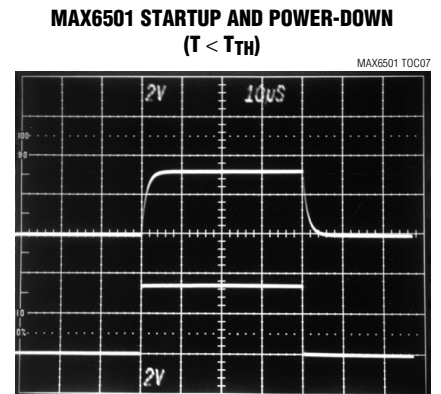 MAX6501 STARTUP AND POWER-DOWN
(T < TTH)
MAX6501 TOC07
2V 10uS
100
90
10
0%
2V